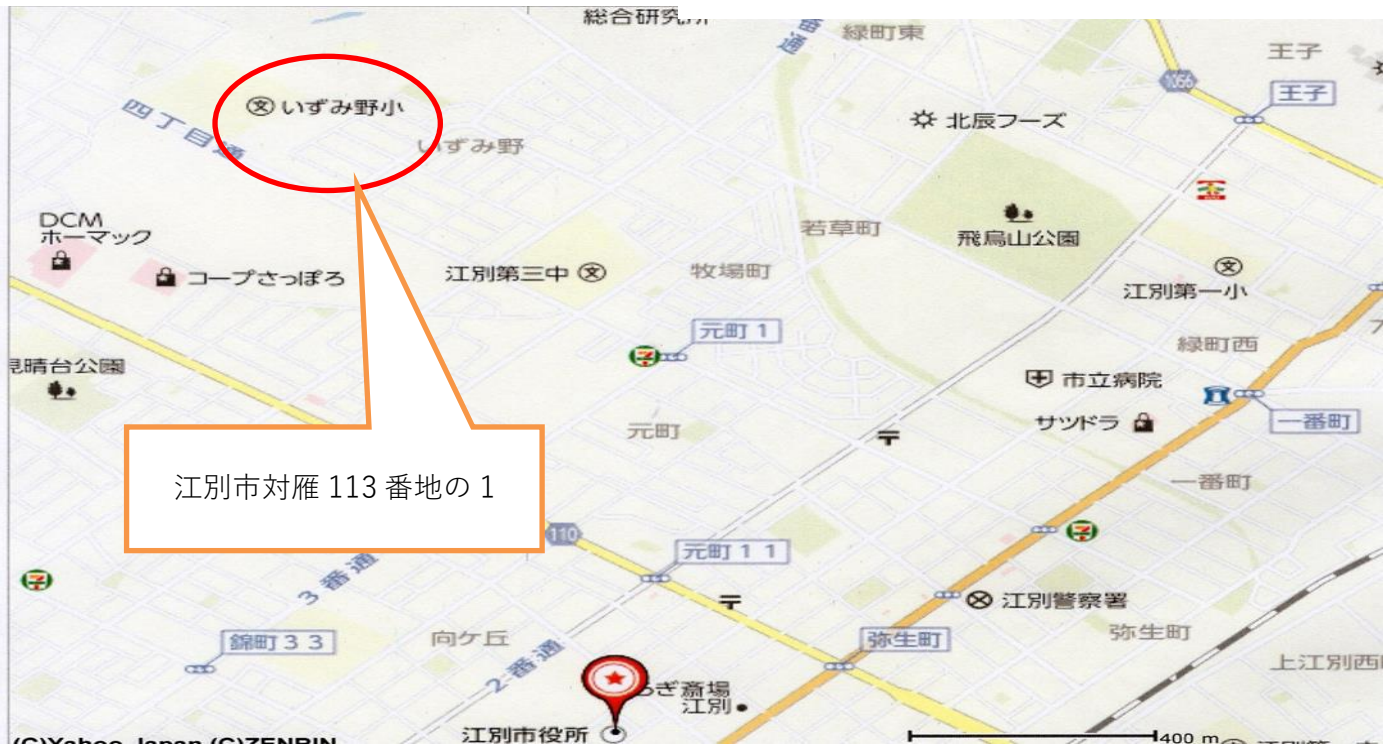 総合研究所
緑町東
王子
1056
王子
いずみ野小
四丁目通
いずみ野
北辰フーズ
DCM
ホーマック
若草町
飛鳥山公園
コープさっぽろ
江別第三中
牧場町
江別第一小
元町1
緑町西
見晴台公園
市立病院
サツドラ
一番町
元町
江別市対雁 113 番地の 1
一番町
110
元町11
3番通
江別警察署
錦町33
向ケ丘
弥生町
弥生町
2番通
上江別西
ぎ斎場
江別
江別市役所
400 m
(C)Yahoo Japan (C)ZENRIN